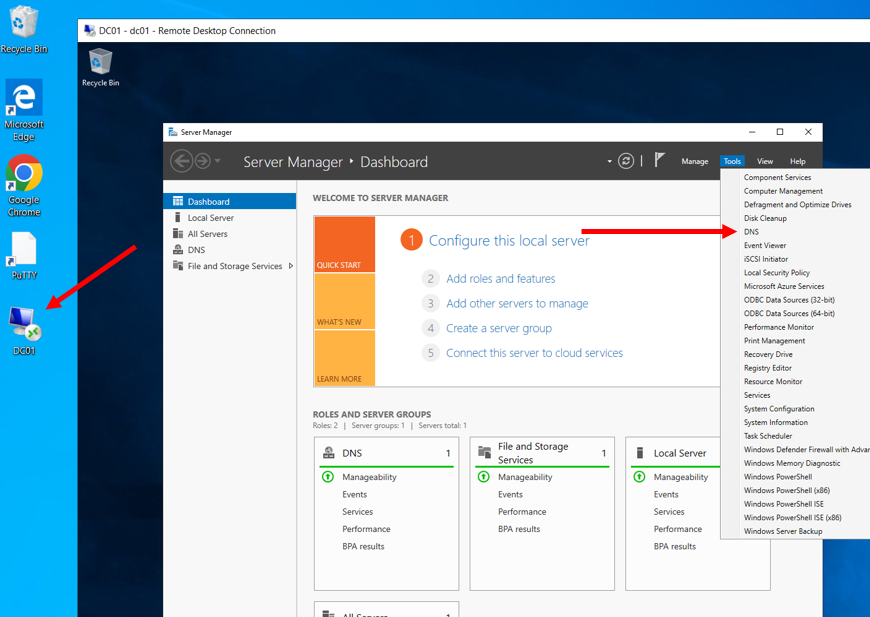 Recycle Bin
Microsoft
Edge
Google
Chrome
PuTTY
DC01
DC01 - dc01 - Remote Desktop Connection
Recycle Bin
Server Manager
Server Manager • Dashboard
Manage Tools View Help
Dashboard
Local Server
All Servers
DNS
File and Storage Services
WELCOME TO SERVER MANAGER
QUICK START
WHAT'S NEW
LEARN MORE
1 Configure this local server
2 Add roles and features
3 Add other servers to manage
4 Create a server group
5 Connect this server to cloud services
ROLES AND SERVER GROUPS
Roles: 2 | Server groups: 1 | Servers total: 1
DNS 1
Manageability
Events
Services
Performance
BPA results
File and Storage
Services 1
Manageability
Events
Performance
BPA results
Local Server
Manageability
Events
Services
Performance
BPA results
All Servers 1
Component Services
Computer Management
Defragment and Optimize Drives
Disk Cleanup
DNS
Event Viewer
iSCSI Initiator
Local Security Policy
Microsoft Azure Services
ODBC Data Sources (32-bit)
ODBC Data Sources (64-bit)
Performance Monitor
Print Management
Recovery Drive
Registry Editor
Resource Monitor
Services
System Configuration
System Information
Task Scheduler
Windows Defender Firewall with Advan
Windows Memory Diagnostic
Windows PowerShell
Windows PowerShell (x86)
Windows PowerShell ISE
Windows PowerShell ISE (x86)
Windows Server Backup